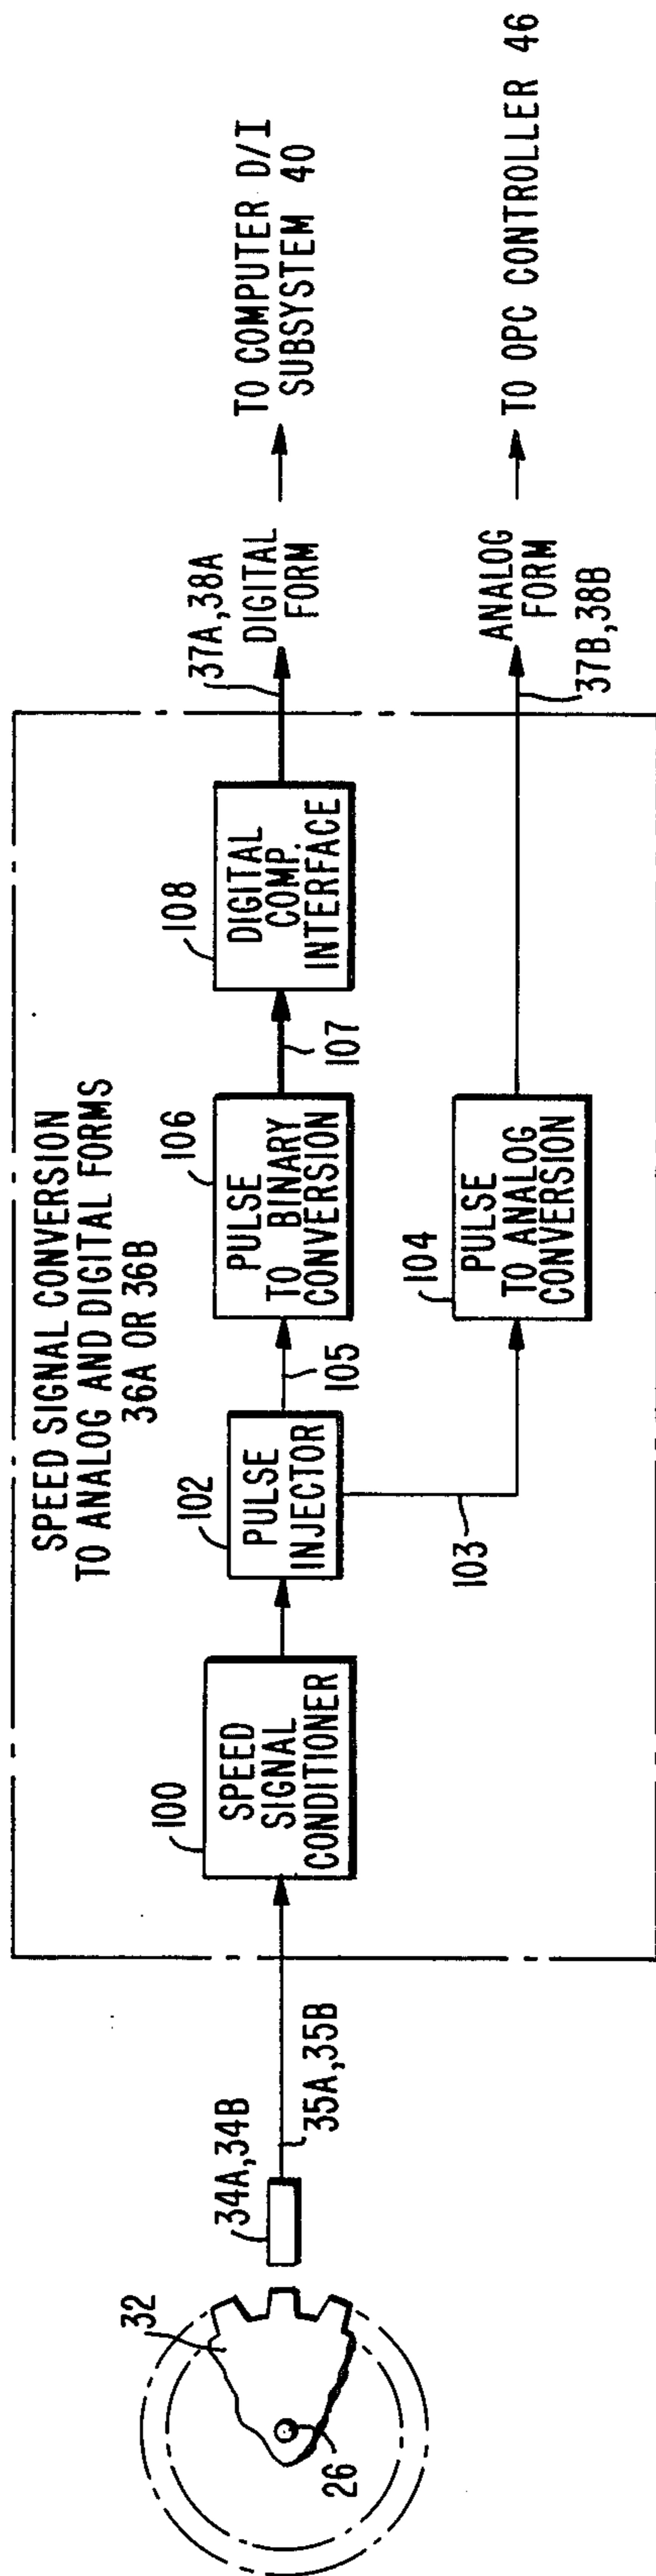 SPEED SIGNAL CONVERSION
TO ANALOG AND DIGITAL FORMS
36A OR 36B
32
26
34A,34B
35A,35B
100
SPEED
SIGNAL
CONDITIONER
102
PULSE
INJECTOR
103
105
106
PULSE
TO BINARY
CONVERSION
107
108
DIGITAL
COMP.
INTERFACE
37A,38A
DIGITAL
FORM
TO COMPUTER D/I
SUBSYSTEM 40
104
PULSE
TO ANALOG
CONVERSION
ANALOG
FORM
37B,38B
TO OPC CONTROLLER 46